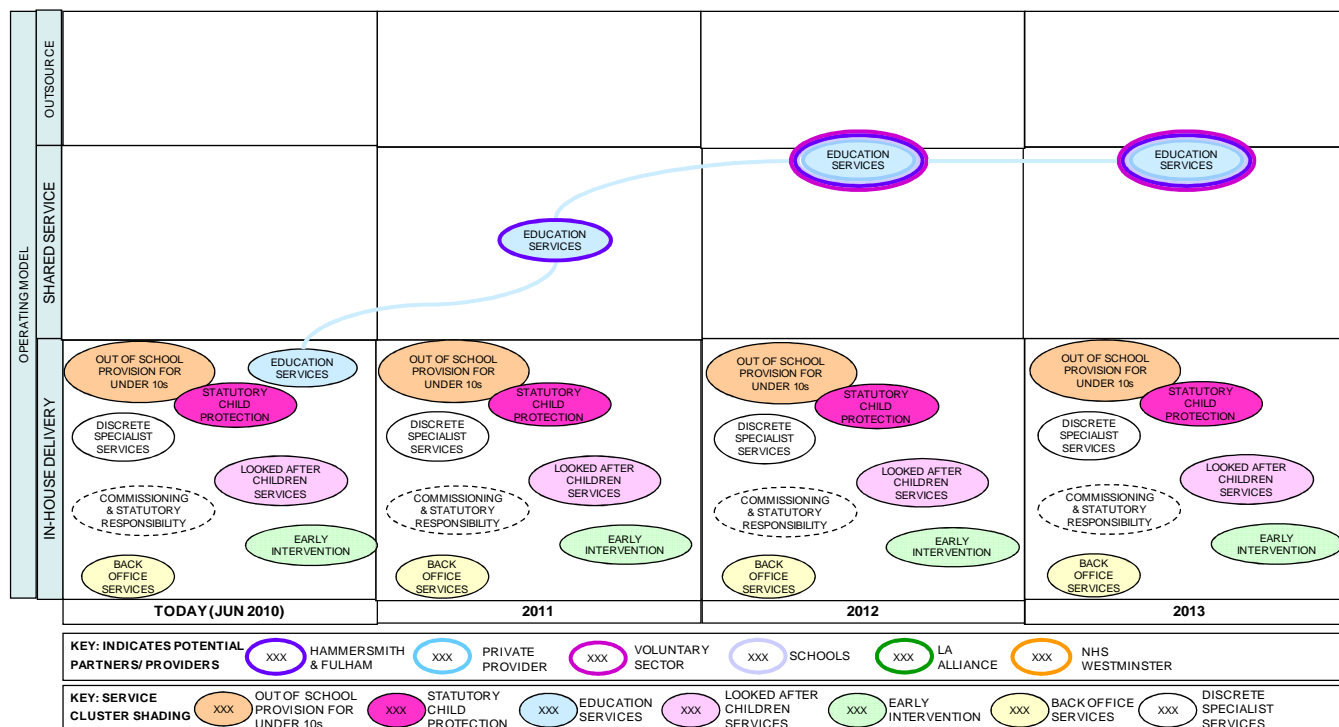 OPERATING MODEL
OUTSOURCE
SHARED SERVICE
IN-HOUSE DELIVERY
EDUCATION
SERVICES
EDUCATION
SERVICES
EDUCATION
SERVICES
OUT OF SCHOOL
PROVISION FOR
UNDER 10s
EDUCATION
SERVICES
STATUTORY
CHILD
PROTECTION
DISCRETE
SPECIALIST
SERVICES
LOOKED AFTER
CHILDREN
SERVICES
COMMISSIONING
& STATUTORY
RESPONSIBILITY
EARLY
INTERVENTION
BACK
OFFICE
SERVICES
OUT OF SCHOOL
PROVISION FOR
UNDER 10s
STATUTORY
CHILD
PROTECTION
DISCRETE
SPECIALIST
SERVICES
LOOKED AFTER
CHILDREN
SERVICES
COMMISSIONING
& STATUTORY
RESPONSIBILITY
EARLY
INTERVENTION
BACK
OFFICE
SERVICES
OUT OF SCHOOL
PROVISION FOR
UNDER 10s
STATUTORY
CHILD
PROTECTION
DISCRETE
SPECIALIST
SERVICES
LOOKED AFTER
CHILDREN
SERVICES
COMMISSIONING
& STATUTORY
RESPONSIBILITY
EARLY
INTERVENTION
BACK
OFFICE
SERVICES
OUT OF SCHOOL
PROVISION FOR
UNDER 10s
STATUTORY
CHILD
PROTECTION
DISCRETE
SPECIALIST
SERVICES
LOOKED AFTER
CHILDREN
SERVICES
COMMISSIONING
& STATUTORY
RESPONSIBILITY
EARLY
INTERVENTION
BACK
OFFICE
SERVICES
TODAY (JUN 2010)
2011
2012
2013
KEY: INDICATES POTENTIAL
PARTNERS/ PROVIDERS
XXX
HAMMERSMITH
& FULHAM
XXX
PRIVATE
PROVIDER
XXX
VOLUNTARY
SECTOR
XXX
SCHOOLS
XXX
LA
ALLIANCE
XXX
NHS
WESTMINSTER
KEY: SERVICE
CLUSTER SHADING
XXX
OUT OF SCHOOL
PROVISION FOR
UNDER 10s
XXX
STATUTORY
CHILD
PROTECTION
XXX
EDUCATION
SERVICES
XXX
LOOKED AFTER
CHILDREN
SERVICES
XXX
EARLY
INTERVENTION
XXX
BACK OFFICE
SERVICES
XXX
DISCRETE
SPECIALIST
SERVICES